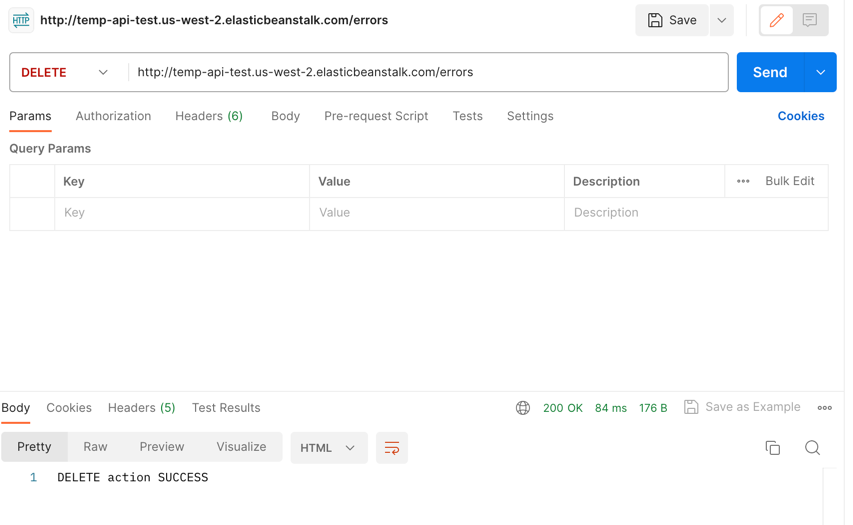 HTTP http://temp-api-test.us-west-2.elasticbeanstalk.com/errors Save
DELETE http://temp-api-test.us-west-2.elasticbeanstalk.com/errors Send
Params Authorization Headers (6) Body Pre-request Script Tests Settings Cookies
Query Params
Key Value Description Bulk Edit
Key Value Description
Body Cookies Headers (5) Test Results 200 OK 84 ms 176 B Save as Example
Pretty Raw Preview Visualize HTML
1 DELETE action SUCCESS